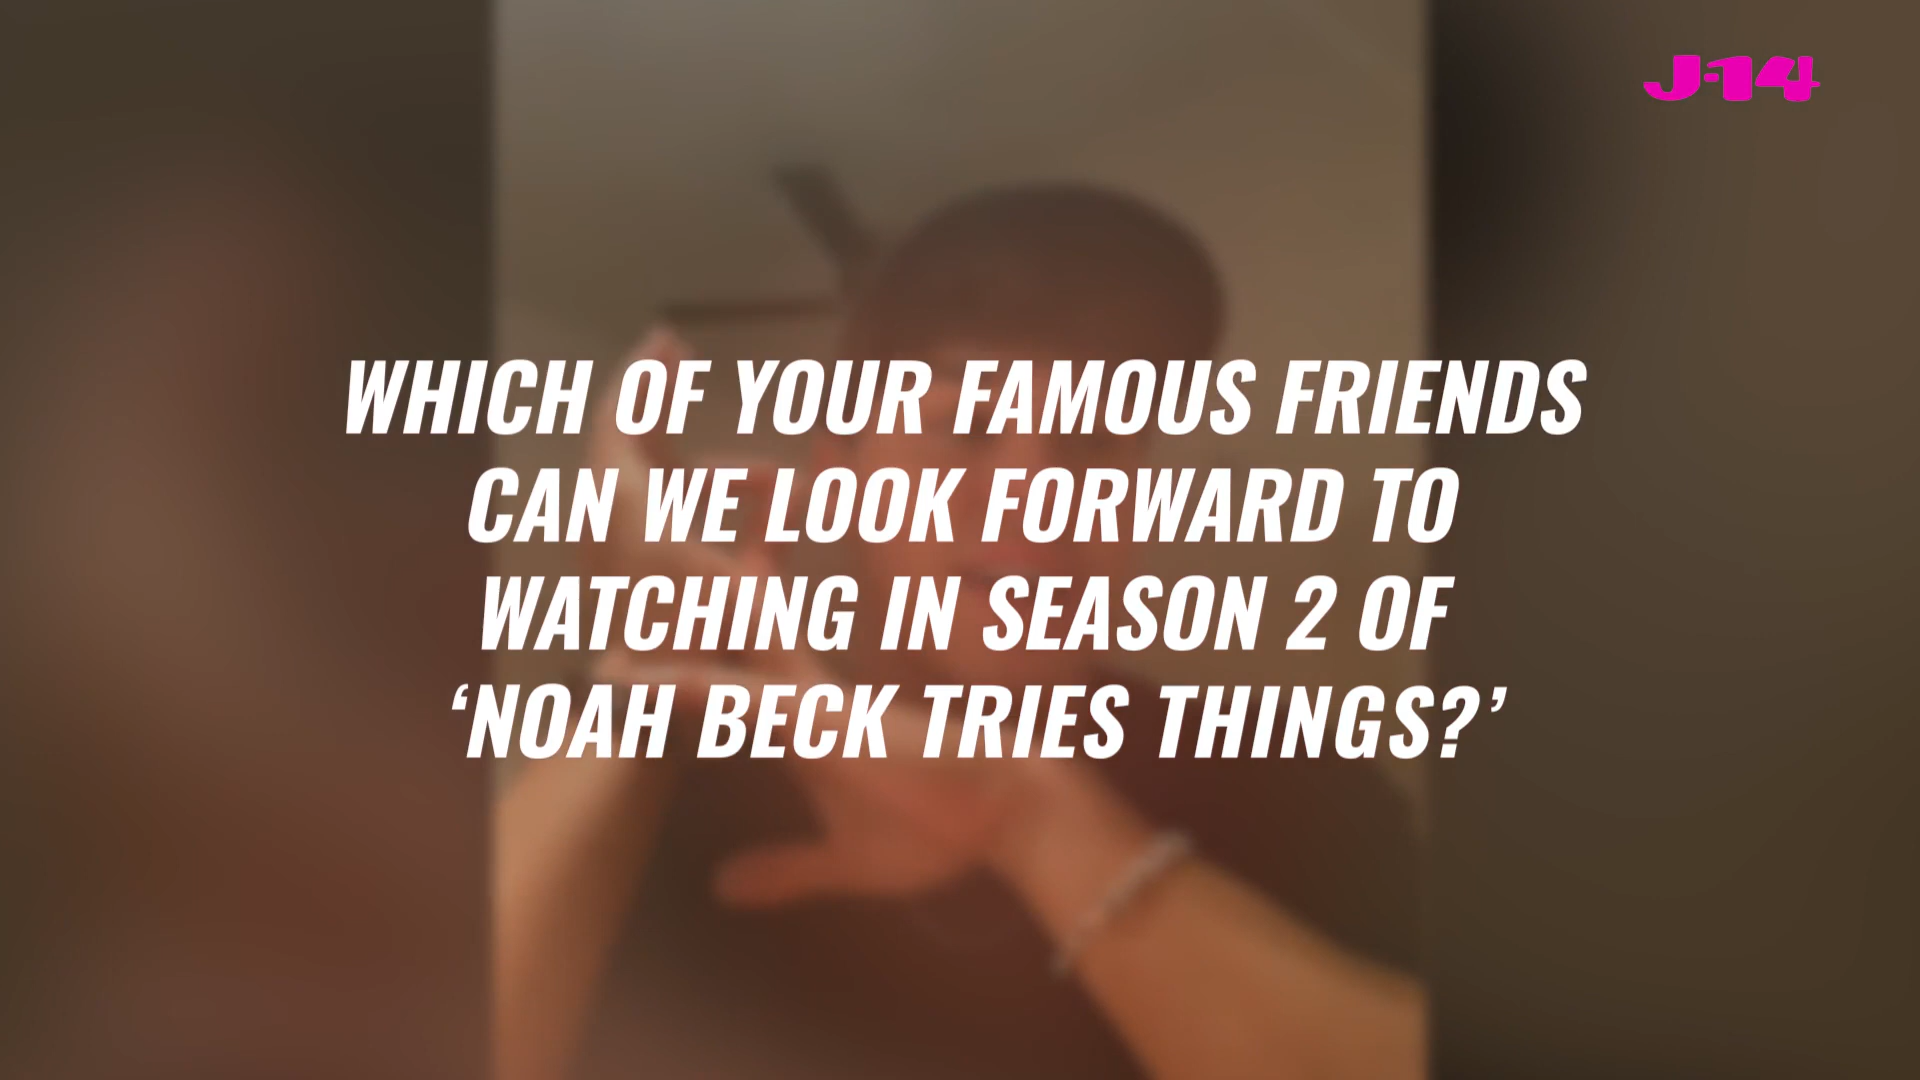 J-14
WHICH OF YOUR FAMOUS FRIENDS
CAN WE LOOK FORWARD TO
WATCHING IN SEASON 2 OF
‘NOAH BECK TRIES THINGS?’